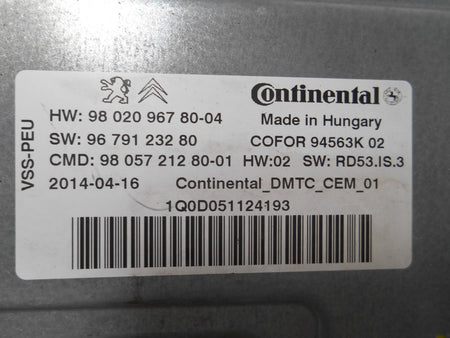 Continental
HW: 98 020 967 80-04 Made in Hungary
SW: 96 791 232 80 COFOR 94563K 02
CMD: 98 057 212 80-01 HW:02 SW: RD53.IS.3
2014-04-16 Continental_DMTC_CEM_01
1Q0D051124193
VSS-PEU